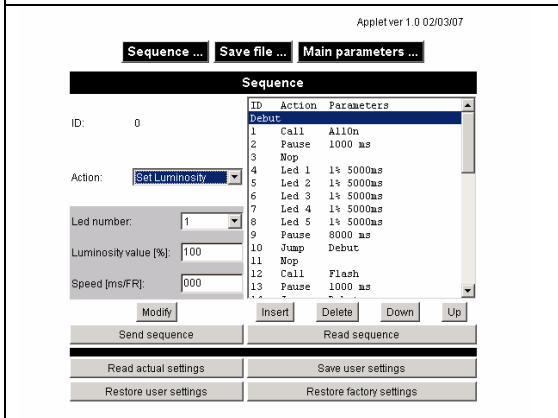 Applet ver 1.0 02/03/07
Sequence ... Save file ... Main parameters ...
Sequence
ID: 0
Action: Set Luminosity
Led number: 1
Luminosity value [%]: 100
Speed [ms/FR]: 000
ID Action Parameters
Debut
1 Call AllOn
2 Pause 1000 ms
3 Nop
4 Led 1 1% 5000ms
5 Led 2 1% 5000ms
6 Led 3 1% 5000ms
7 Led 4 1% 5000ms
8 Led 5 1% 5000ms
9 Pause 8000 ms
10 Jump Debut
11 Nop
12 Call Flash
13 Pause 1000 ms
Modify Insert Delete Down Up
Send sequence Read sequence
Read actual settings Save user settings
Restore user settings Restore factory settings